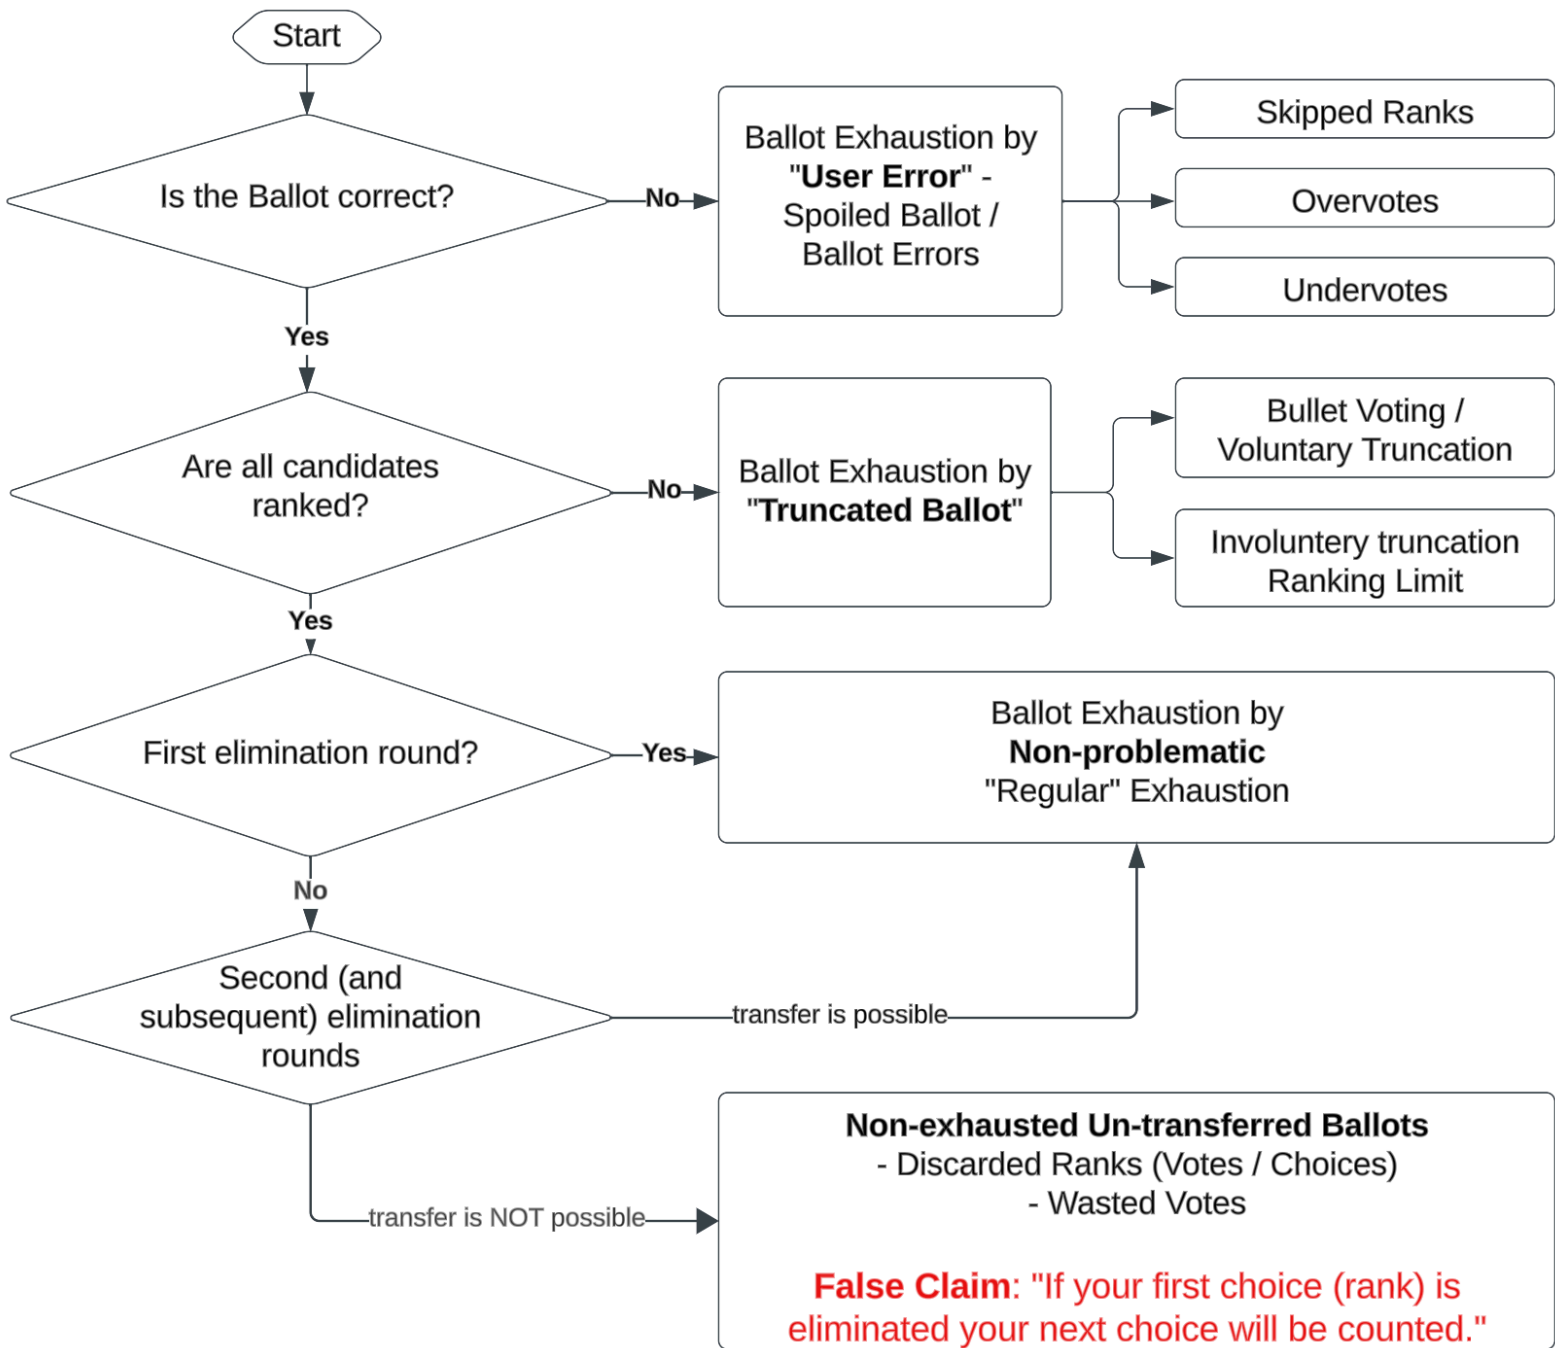 Start
Is the Ballot correct?
No
Ballot Exhaustion by
"User Error" -
Spoiled Ballot /
Ballot Errors
Skipped Ranks
Overvotes
Undervotes
Yes
Are all candidates
ranked?
No
Ballot Exhaustion by
"Truncated Ballot"
Bullet Voting /
Voluntary Truncation
Involuntery truncation
Ranking Limit
Yes
First elimination round?
Yes
Ballot Exhaustion by
Non-problematic
"Regular" Exhaustion
No
Second (and
subsequent) elimination
rounds
transfer is possible
transfer is NOT possible
Non-exhausted Un-transferred Ballots
- Discarded Ranks (Votes / Choices)
- Wasted Votes
False Claim: "If your first choice (rank) is
eliminated your next choice will be counted."